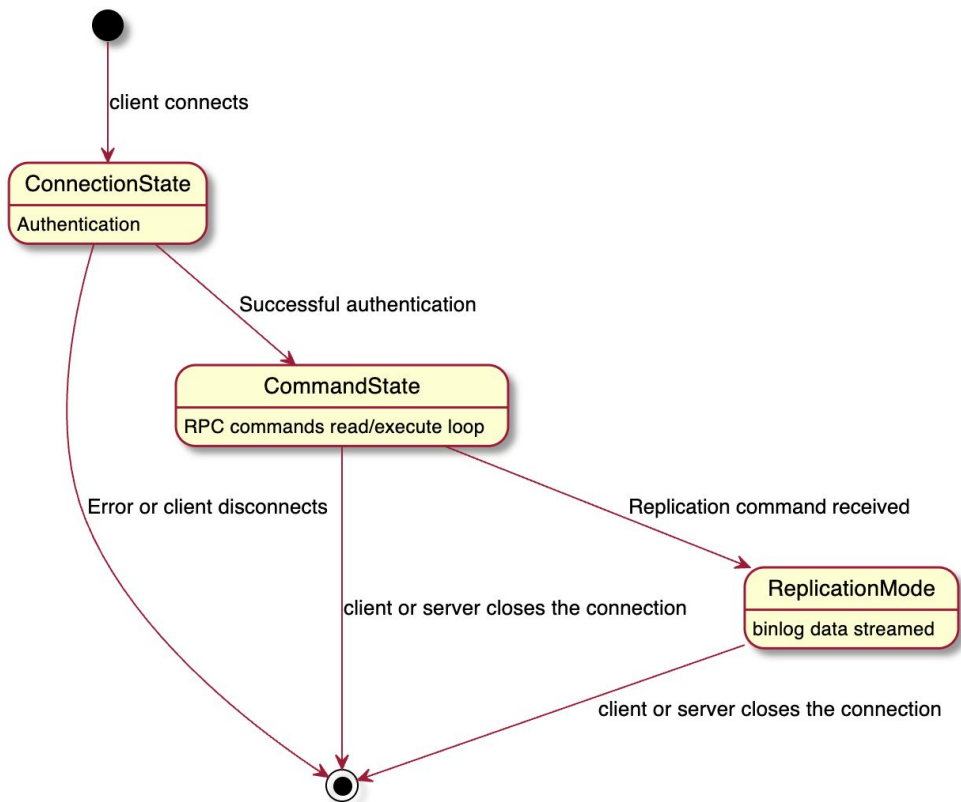 client connects
ConnectionState
Authentication
Successful authentication
CommandState
RPC commands read/execute loop
Error or client disconnects
Replication command received
ReplicationMode
client or server closes the connection
binlog data streamed
client or server closes the connection